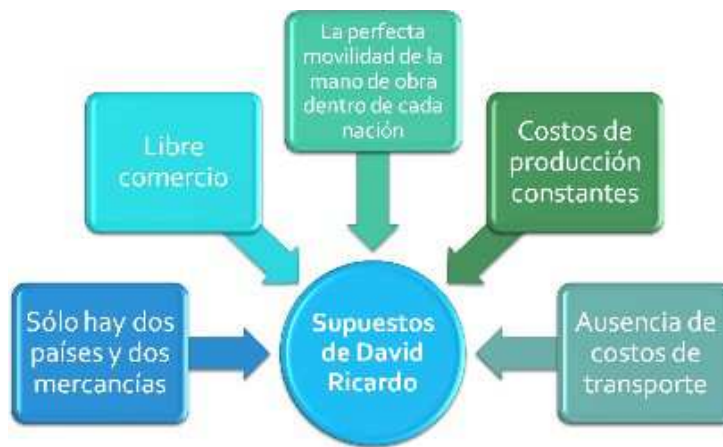 La perfecta
movilidad de la
mano de obra
dentro de cada
nación
Libre
comercio
Costos de
producción
constantes
Sólo hay dos
países y dos
mercancías
Supuestos
de David
Ricardo
Ausencia de
costos de
transporte